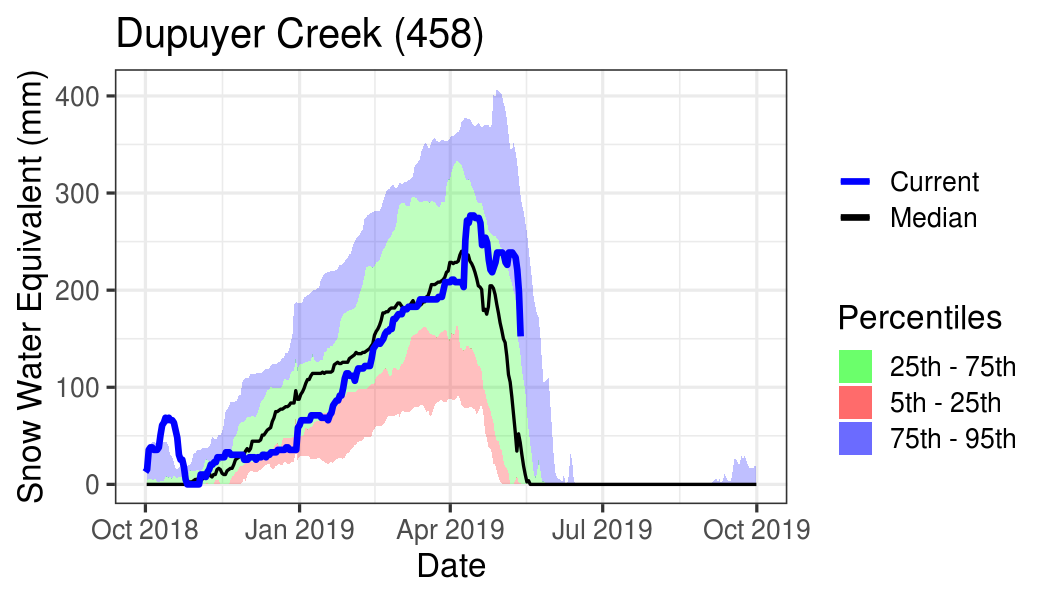 Dupuyer Creek (458)
Snow Water Equivalent (mm)
400
300
200
100
0
Oct 2018
Jan 2019
Apr 2019
Jul 2019
Oct 2019
Date
Current
Median
Percentiles
25th - 75th
5th - 25th
75th - 95th